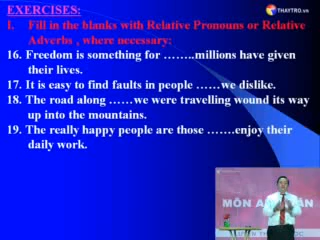 THAYTRO.vn
EXERCISES:
I. Fill in the blanks with Relative Pronouns or Relative
Adverbs , where necessary:
16. Freedom is something for ……..millions have given
their lives.
17. It is easy to find faults in people ……we dislike.
18. The road along ……we were travelling wound its way
up into the mountains.
19. The really happy people are those …….enjoy their
daily work.
MÔN